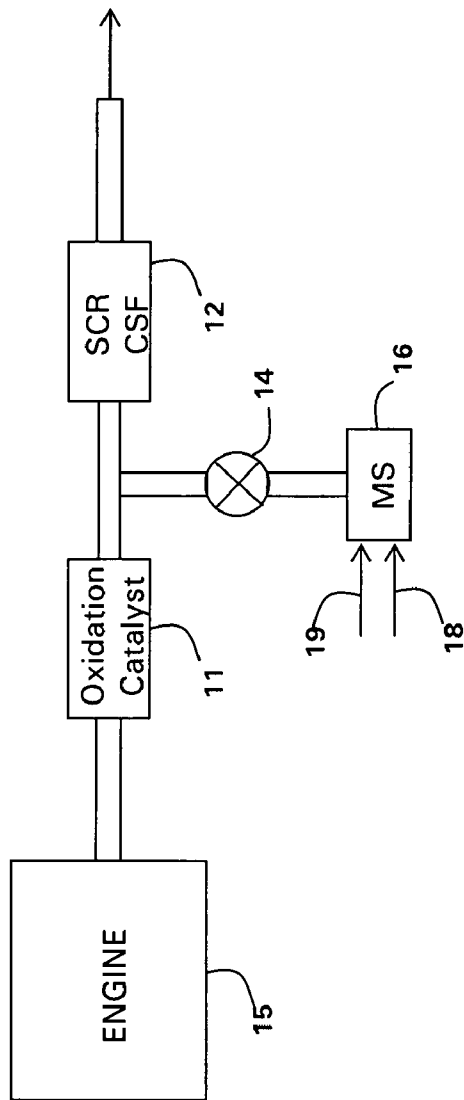 ENGINE
15
Oxidation
Catalyst
11
SCR
CSF
12
14
MS
16
19
18